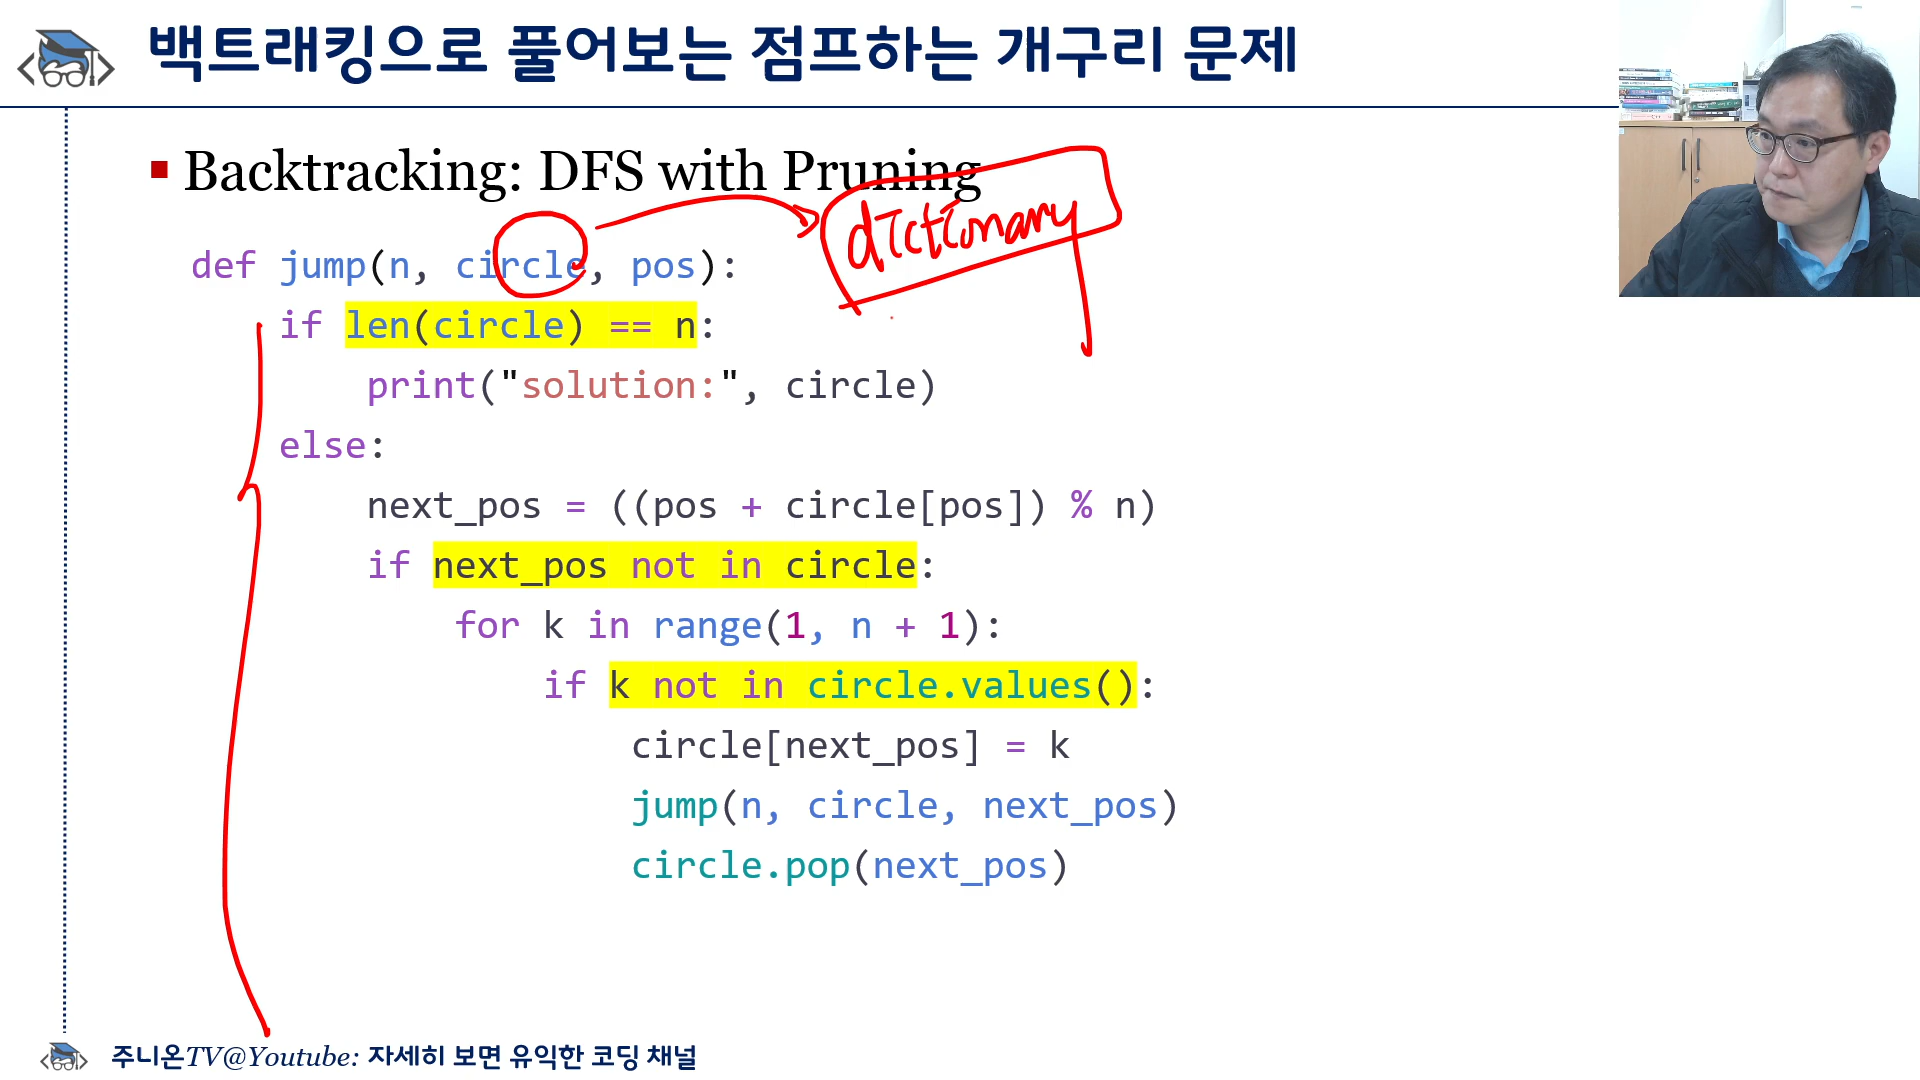 백트래킹으로 풀어보는 점프하는 개구리 문제
Backtracking: DFS with Pruning
dictionary
def jump(n, circle, pos):
if len(circle) == n:
print("solution:", circle)
else:
next_pos = ((pos + circle[pos]) % n)
if next_pos not in circle:
for k in range(1, n + 1):
if k not in circle.values():
circle[next_pos] = k
jump(n, circle, next_pos)
circle.pop(next_pos)
주니온TV@Youtube: 자세히 보면 유익한 코딩 채널